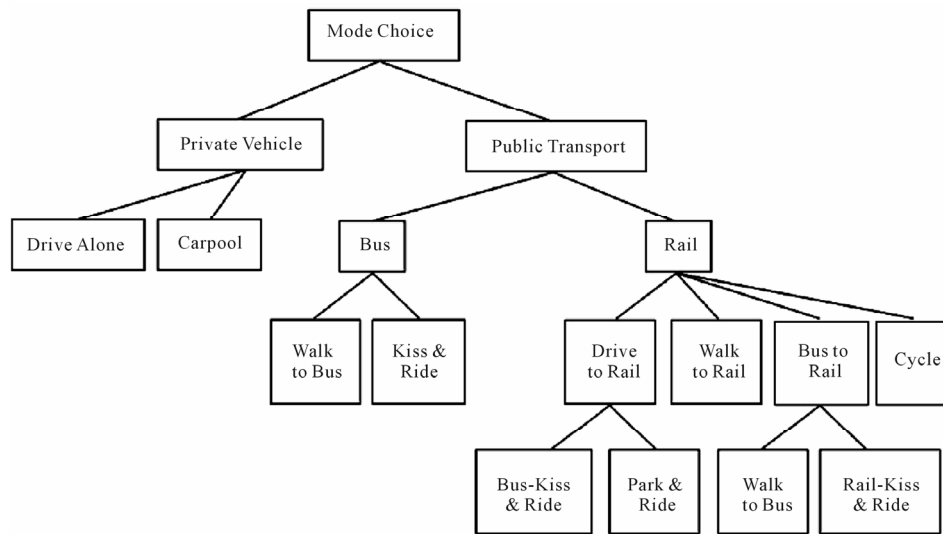 Mode Choice
Private Vehicle
Public Transport
Drive Alone
Carpool
Bus
Rail
Walk
to Bus
Kiss &
Ride
Drive
to Rail
Walk
to Rail
Bus to
Rail
Cycle
Bus-Kiss
& Ride
Park &
Ride
Walk
to Bus
Rail-Kiss
& Ride